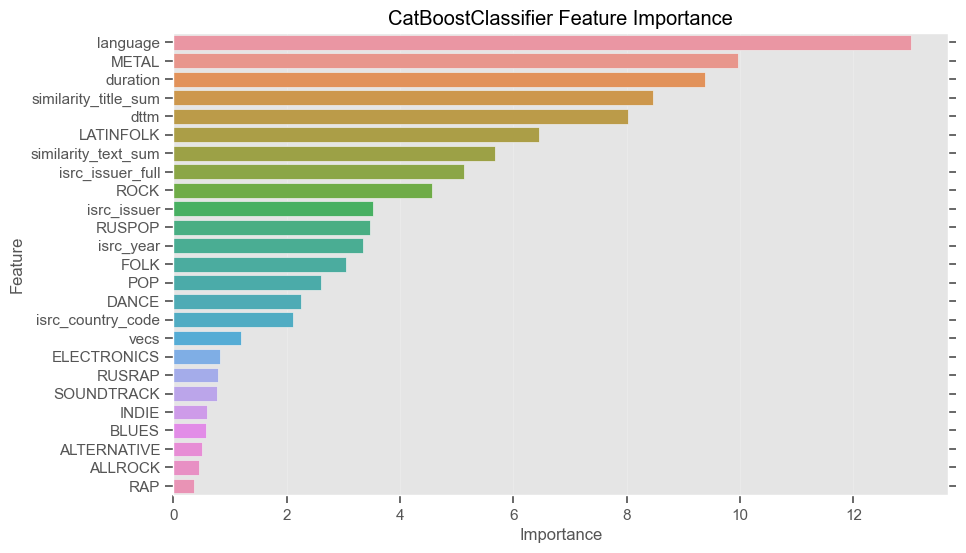 CatBoostClassifier Feature Importance
language
METAL
duration
similarity_title_sum
dttm
LATINFOLK
similarity_text_sum
isrc_issuer_full
ROCK
isrc_issuer
RUSPOP
isrc_year
FOLK
POP
DANCE
isrc_country_code
vecs
ELECTRONICS
RUSRAP
SOUNDTRACK
INDIE
BLUES
ALTERNATIVE
ALLROCK
RAP
Feature
0 2 4 6 8 10 12
Importance